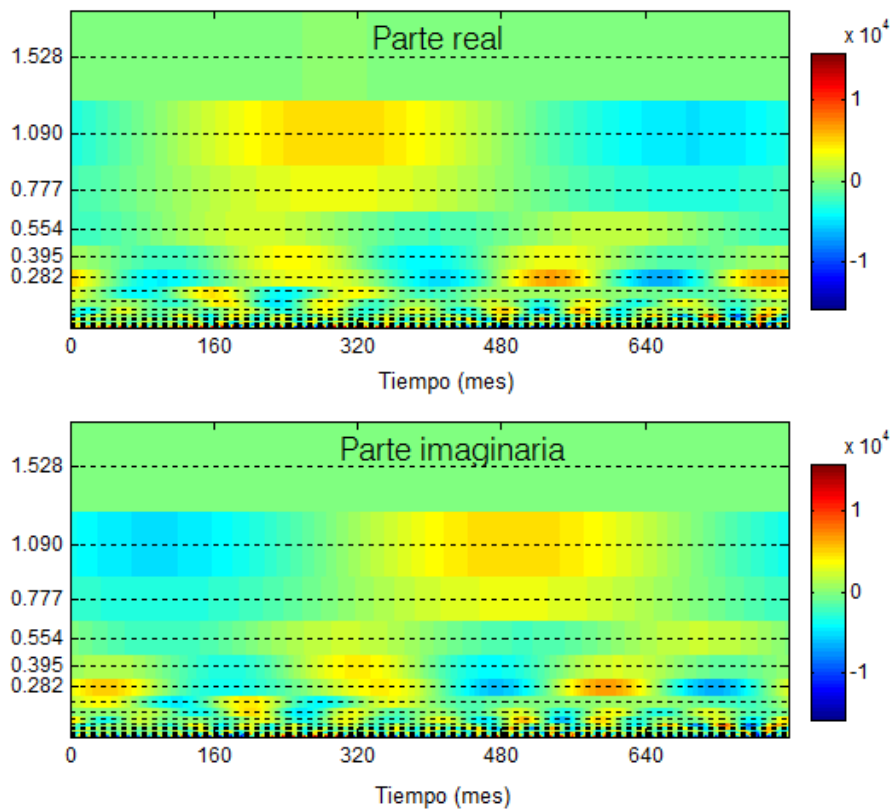 Parte real
x 10^4
1.528
1.090
0.777
0.554
0.395
0.282
1
0
-1
0 160 320 480 640
Tiempo (mes)
Parte imaginaria
x 10^4
1.528
1.090
0.777
0.554
0.395
0.282
1
0
-1
0 160 320 480 640
Tiempo (mes)